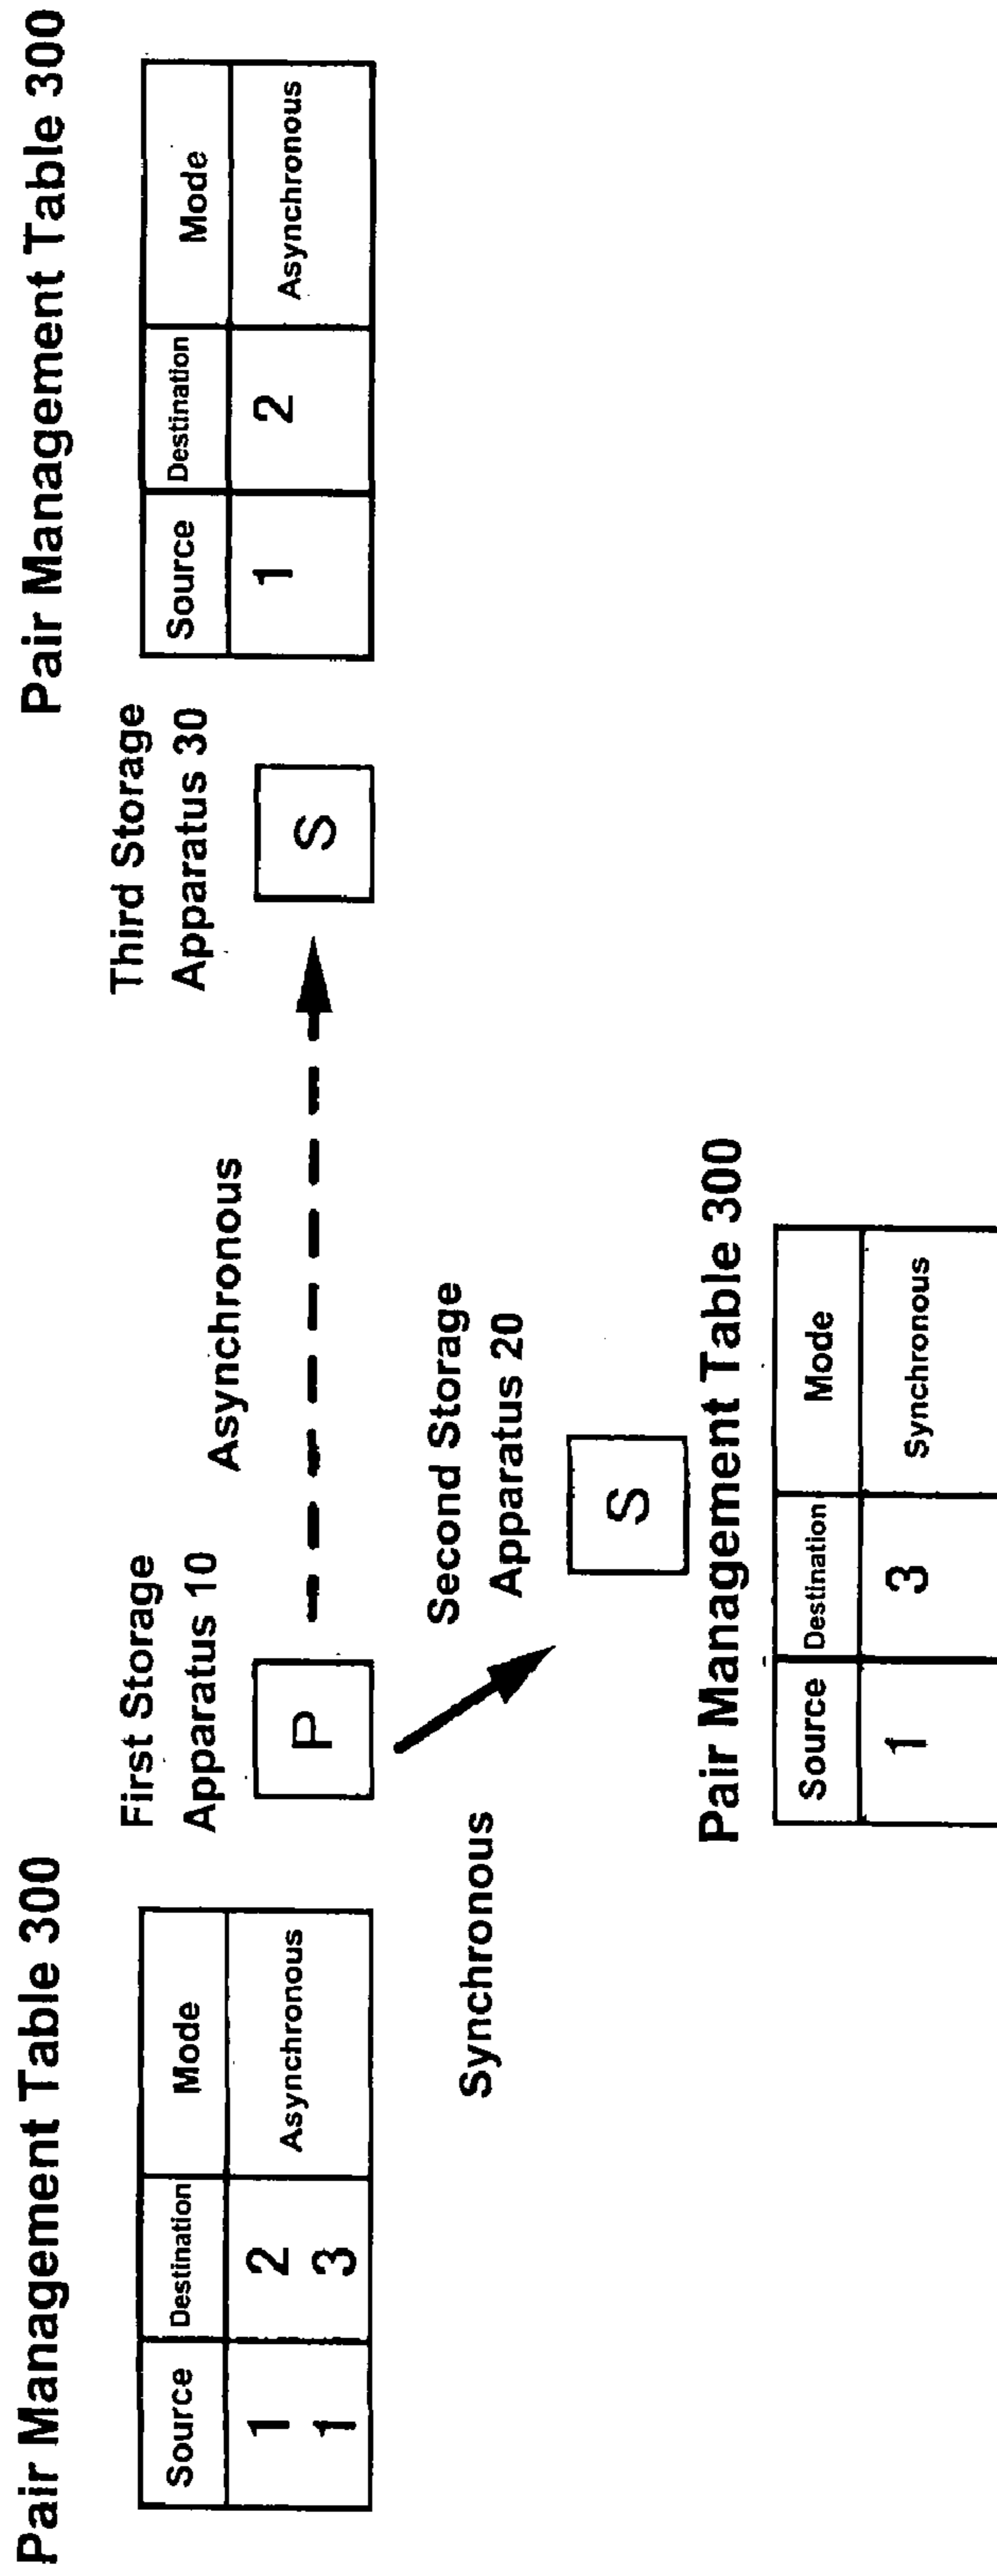 Pair Management Table 300
Source Destination Mode
1 2 Asynchronous
1 3
First Storage
Apparatus 10
P
Asynchronous
Third Storage
Apparatus 30
S
Pair Management Table 300
Source Destination Mode
1 2 Asynchronous
Synchronous
Second Storage
Apparatus 20
S
Pair Management Table 300
Source Destination Mode
1 3 Synchronous